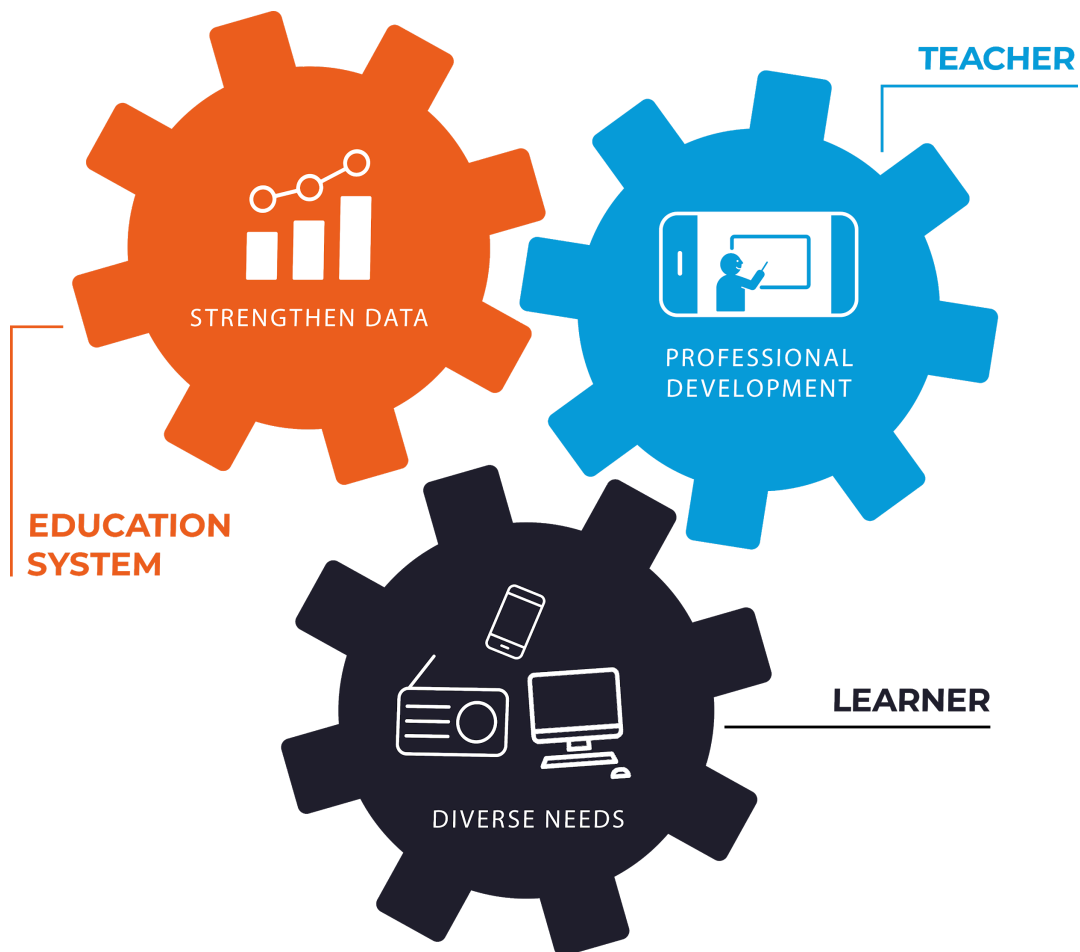 TEACHER
STRENGTHEN DATA
PROFESSIONAL
DEVELOPMENT
EDUCATION
SYSTEM
LEARNER
DIVERSE NEEDS